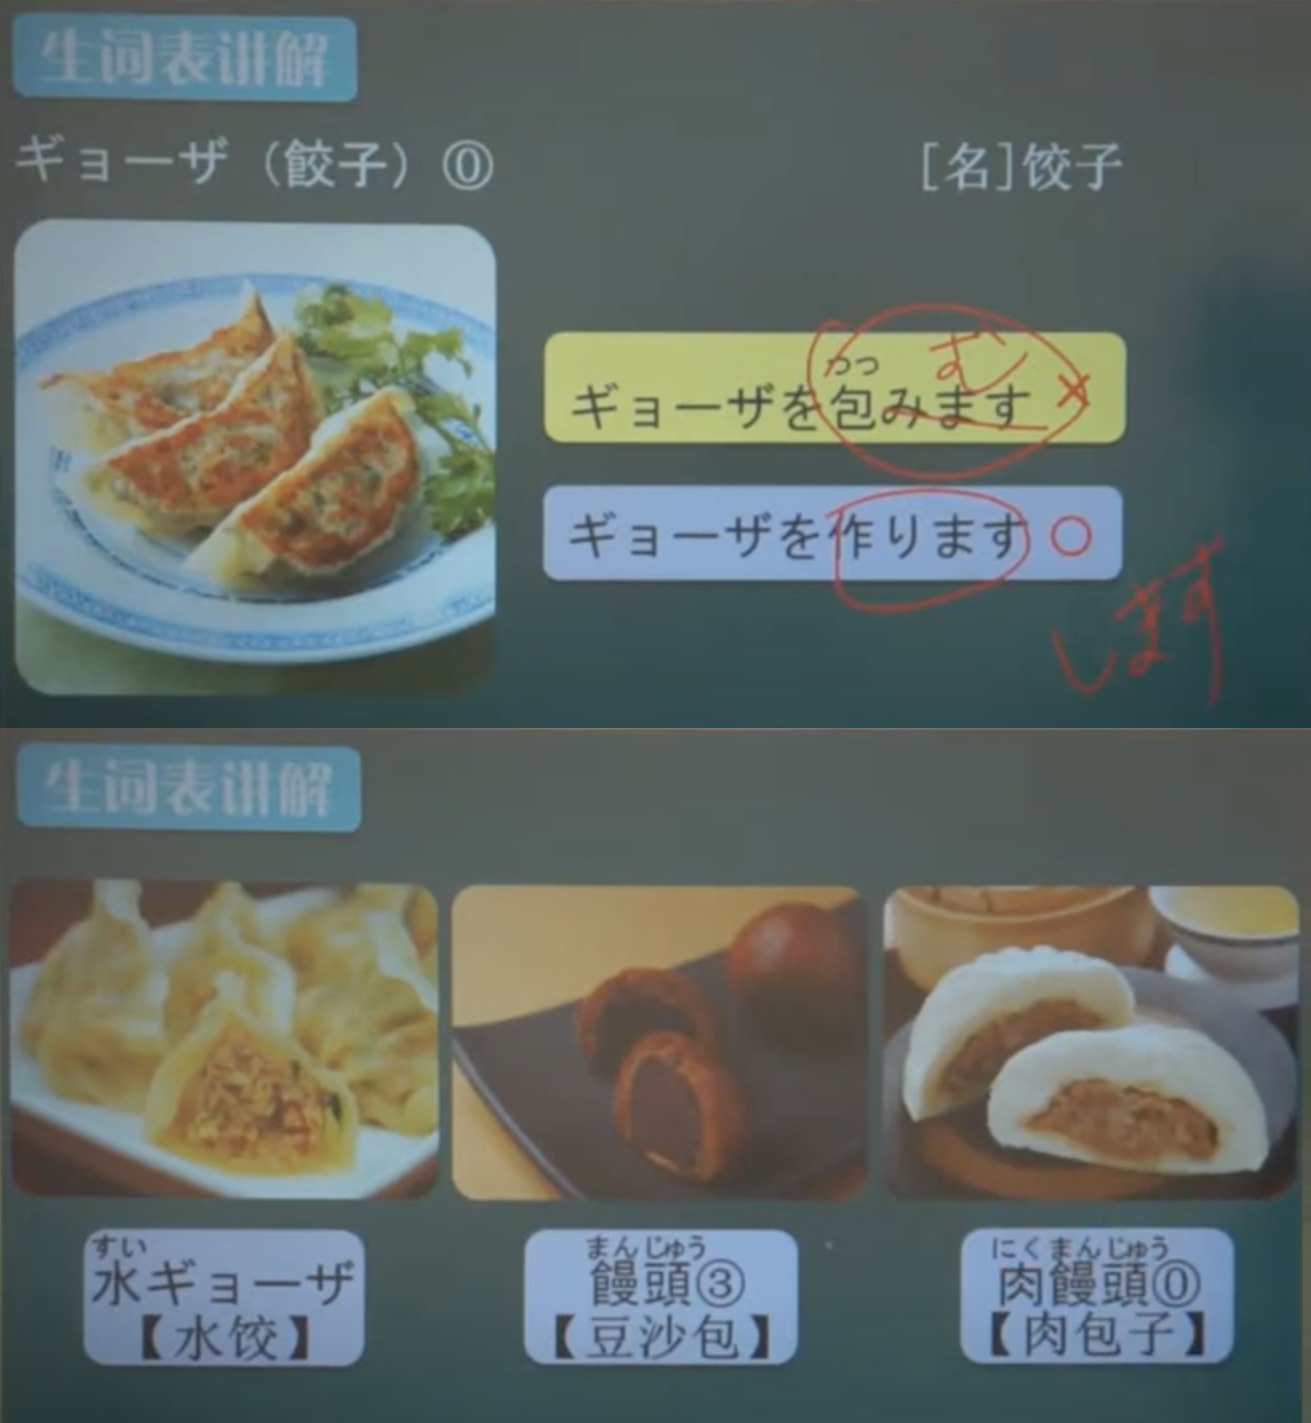 生词表讲解
ギョーザ（餃子）⓪
[名]饺子
つつ
む
ギョーザを包みます ×
ギョーザを作ります ○
します
生词表讲解
すい
水ギョーザ
【水饺】
まんじゅう
饅頭③
【豆沙包】
にくまんじゅう
肉饅頭⓪
【肉包子】